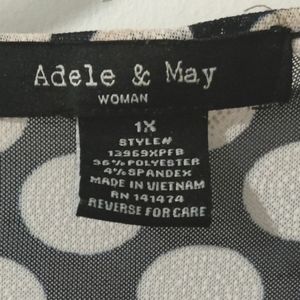 Adele & May
WOMAN
1X
STYLE#
13969XPFB
96% POLYESTER
4% SPANDEX
MADE IN VIETNAM
RN 141474
REVERSE FOR CARE